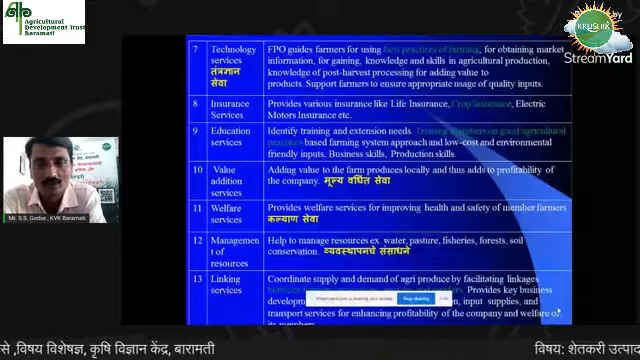 Agricultural
Development Trust
Baramati
KRUSHIK
StreamYard
7 Technology services तंत्रज्ञान सेवा
FPO guides farmers for using best practices of farming, for obtaining market
information, for gaining, knowledge and skills in agricultural production,
knowledge of post-harvest processing for adding value to
products. Support farmers to ensure appropriate usage of quality inputs.
8 Insurance Services
Provides various insurance like Life Insurance, Crop Insurance, Electric
Motors Insurance etc.
9 Education services
Identify training and extension needs. Training members on good agricultural
practices based farming system approach and low-cost and environmental
friendly inputs. Business skills, Production skills.
10 Value addition services
Adding value to the farm produces locally and thus adds to profitability of
the company. मूल्य वर्धित सेवा
11 Welfare services
Provides welfare services for improving health and safety of member farmers
कल्याण सेवा
12 Managemen t of resources
Help to manage resources ex. water, pasture, fisheries, forests, soil
conservation. व्यवस्थापनचे संसाधने
13 Linking services
Coordinate supply and demand of agri produce by facilitating linkages
between Provides key business
developm n, input supplies, and
transport services for enhancing profitability of the company and welfare of
its members
Stop sharing
Mr. S.S. Godse , KVK Baramati
से ,विषय विशेषज्ञ, कृषि विज्ञान केंद्र, बारामती
विषय: शेतकरी उत्पाद